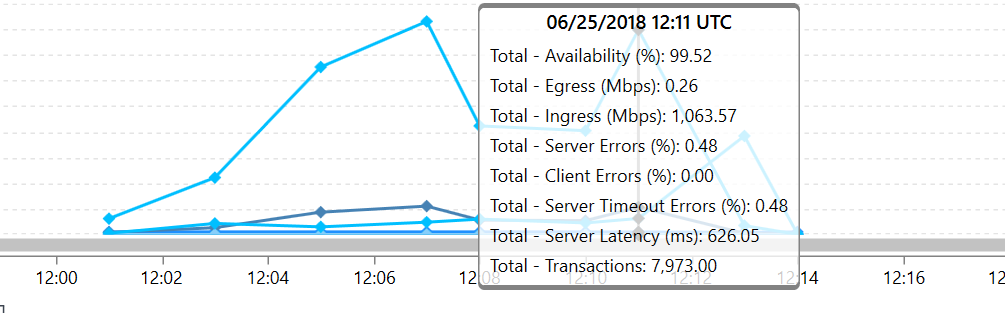 06/25/2018 12:11 UTC
Total - Availability (%): 99.52
Total - Egress (Mbps): 0.26
Total - Ingress (Mbps): 1,063.57
Total - Server Errors (%): 0.48
Total - Client Errors (%): 0.00
Total - Server Timeout Errors (%): 0.48
Total - Server Latency (ms): 626.05
Total - Transactions: 7,973.00
12:00 12:02 12:04 12:06 12:08 12:10 12:12 12:14 12:16